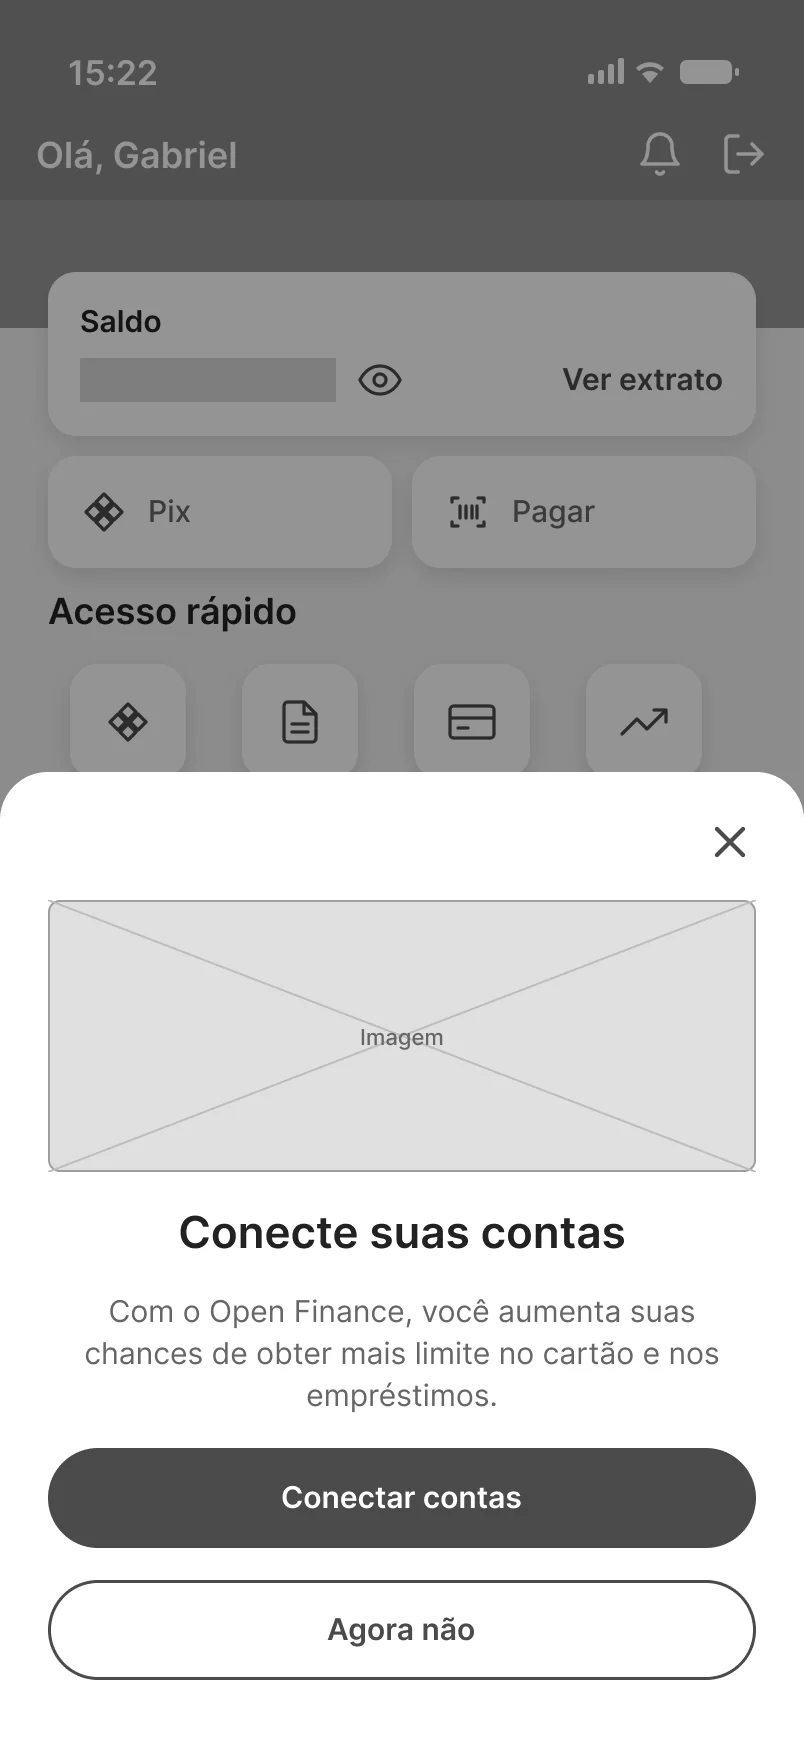 15:22
Olá, Gabriel
Saldo
Ver extrato
Pix
Pagar
Acesso rápido
Imagem
Conecte suas contas
Com o Open Finance, você aumenta suas
chances de obter mais limite no cartão e nos
empréstimos.
Conectar contas
Agora não